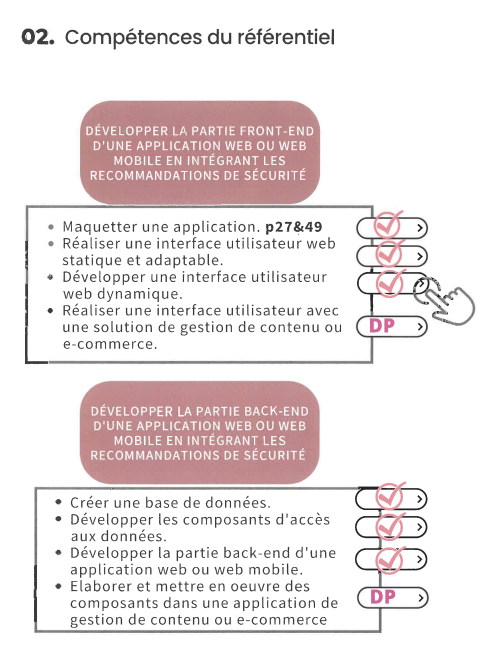 02. Compétences du référentiel
DÉVELOPPER LA PARTIE FRONT-END
D'UNE APPLICATION WEB OU WEB
MOBILE EN INTÉGRANT LES
RECOMMANDATIONS DE SÉCURITÉ
• Maquetter une application. p27&49
• Réaliser une interface utilisateur web
statique et adaptable.
• Développer une interface utilisateur
web dynamique.
• Réaliser une interface utilisateur avec
une solution de gestion de contenu ou
e-commerce.
DP
DÉVELOPPER LA PARTIE BACK-END
D'UNE APPLICATION WEB OU WEB
MOBILE EN INTÉGRANT LES
RECOMMANDATIONS DE SÉCURITÉ
• Créer une base de données.
• Développer les composants d'accès
aux données.
• Développer la partie back-end d'une
application web ou web mobile.
• Elaborer et mettre en oeuvre des
composants dans une application de
gestion de contenu ou e-commerce
DP